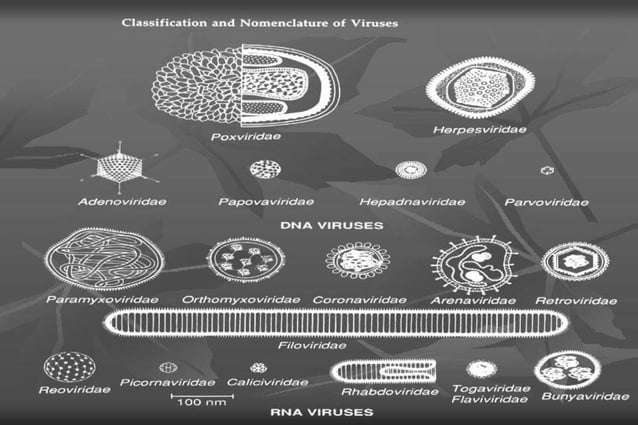 Classification and Nomenclature of Viruses
Poxviridae
Herpesviridae
Adenoviridae
Papovaviridae
Hepadnaviridae
Parvoviridae
DNA VIRUSES
Paramyxoviridae
Orthomyxoviridae
Coronaviridae
Arenaviridae
Retroviridae
Filoviridae
Reoviridae
Picornaviridae
Caliciviridae
Rhabdoviridae
Togaviridae
Flaviviridae
Bunyaviridae
100 nm
RNA VIRUSES